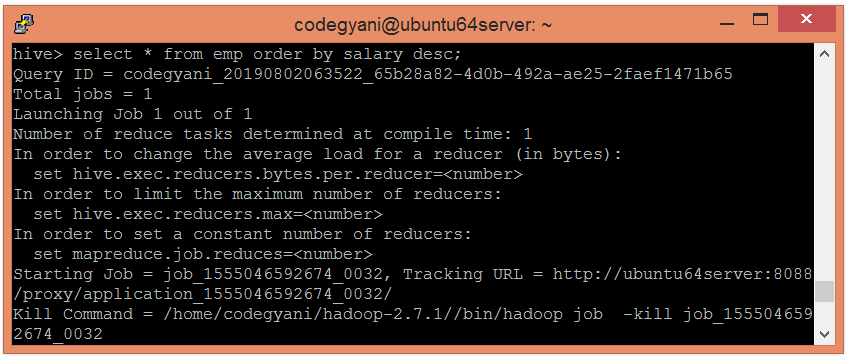 codegyani@ubuntu64server: ~
hive> select * from emp order by salary desc;
Query ID = codegyani_20190802063522_65b28a82-4d0b-492a-ae25-2faef1471b65
Total jobs = 1
Launching Job 1 out of 1
Number of reduce tasks determined at compile time: 1
In order to change the average load for a reducer (in bytes):
  set hive.exec.reducers.bytes.per.reducer=<number>
In order to limit the maximum number of reducers:
  set hive.exec.reducers.max=<number>
In order to set a constant number of reducers:
  set mapreduce.job.reduces=<number>
Starting Job = job_1555046592674_0032, Tracking URL = http://ubuntu64server:8088
/proxy/application_1555046592674_0032/
Kill Command = /home/codegyani/hadoop-2.7.1//bin/hadoop job  -kill job_155504659
2674_0032